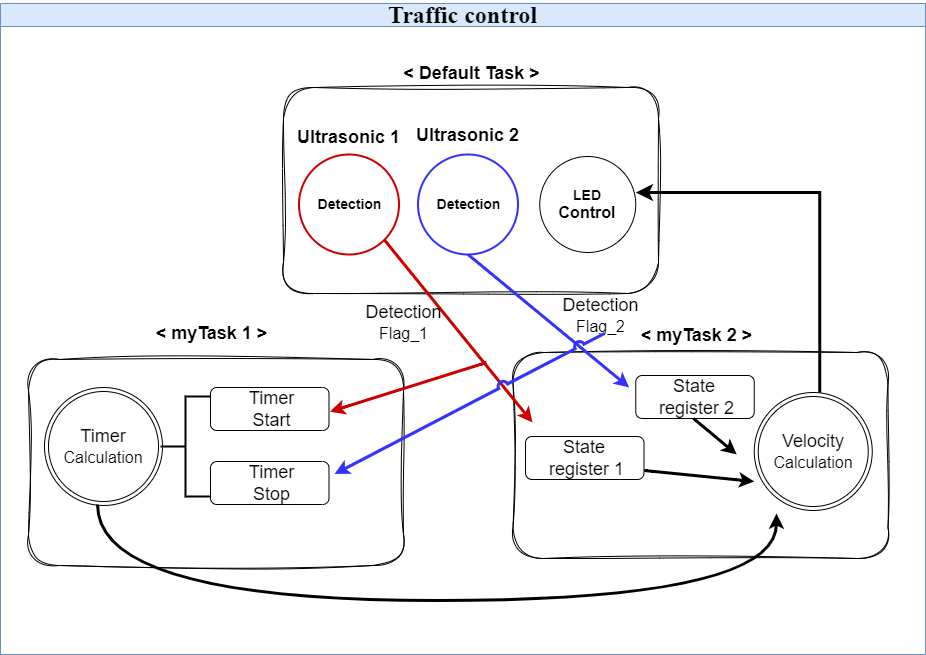 Traffic control
< Default Task >
Ultrasonic 1
Ultrasonic 2
Detection
Detection
LED
Control
Detection
Flag_1
Detection
Flag_2
< myTask 1 >
Timer
Calculation
Timer
Start
Timer
Stop
< myTask 2 >
State
register 2
State
register 1
Velocity
Calculation